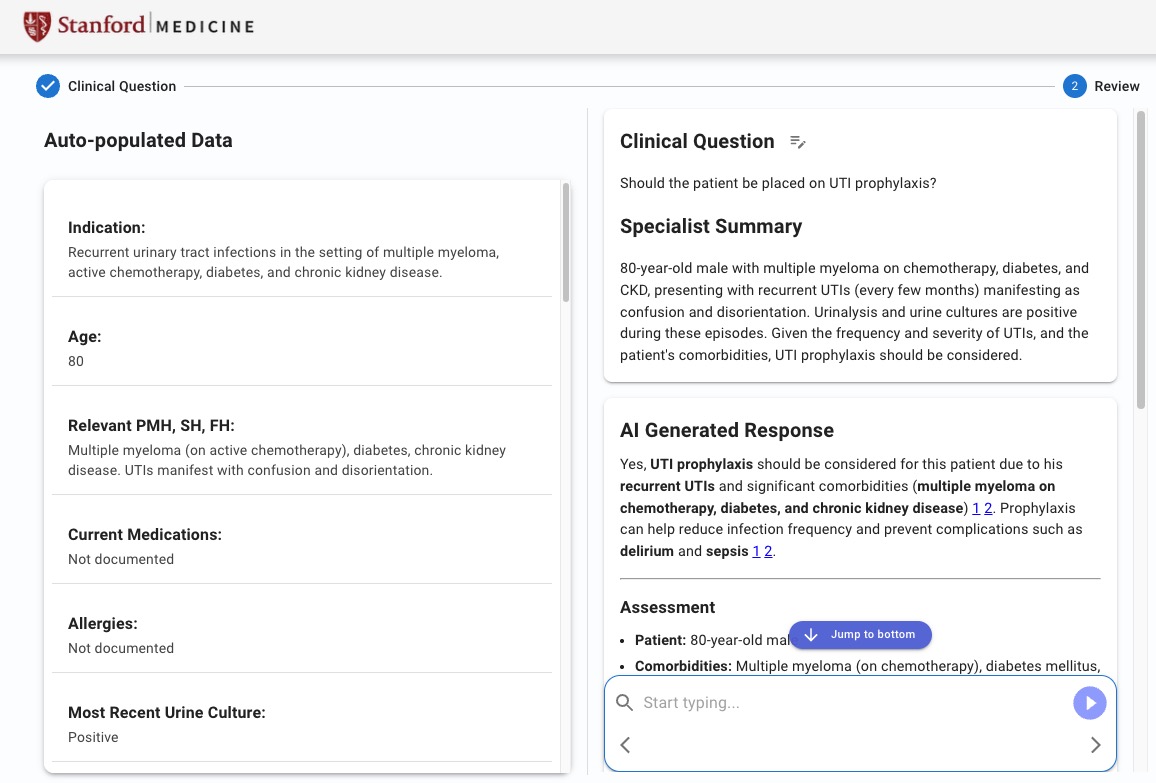 Stanford MEDICINE
Clinical Question
2 Review
Auto-populated Data
Indication:
Recurrent urinary tract infections in the setting of multiple myeloma,
active chemotherapy, diabetes, and chronic kidney disease.
Age:
80
Relevant PMH, SH, FH:
Multiple myeloma (on active chemotherapy), diabetes, chronic kidney
disease. UTIs manifest with confusion and disorientation.
Current Medications:
Not documented
Allergies:
Not documented
Most Recent Urine Culture:
Positive
Clinical Question
Should the patient be placed on UTI prophylaxis?
Specialist Summary
80-year-old male with multiple myeloma on chemotherapy, diabetes, and
CKD, presenting with recurrent UTIs (every few months) manifesting as
confusion and disorientation. Urinalysis and urine cultures are positive
during these episodes. Given the frequency and severity of UTIs, and the
patient's comorbidities, UTI prophylaxis should be considered.
AI Generated Response
Yes, UTI prophylaxis should be considered for this patient due to his
recurrent UTIs and significant comorbidities (multiple myeloma on
chemotherapy, diabetes, and chronic kidney disease) 1 2. Prophylaxis
can help reduce infection frequency and prevent complications such as
delirium and sepsis 1 2.
Assessment
• Patient: 80-year-old mal
Jump to bottom
• Comorbidities: Multiple myeloma (on chemotherapy), diabetes mellitus,
Start typing...